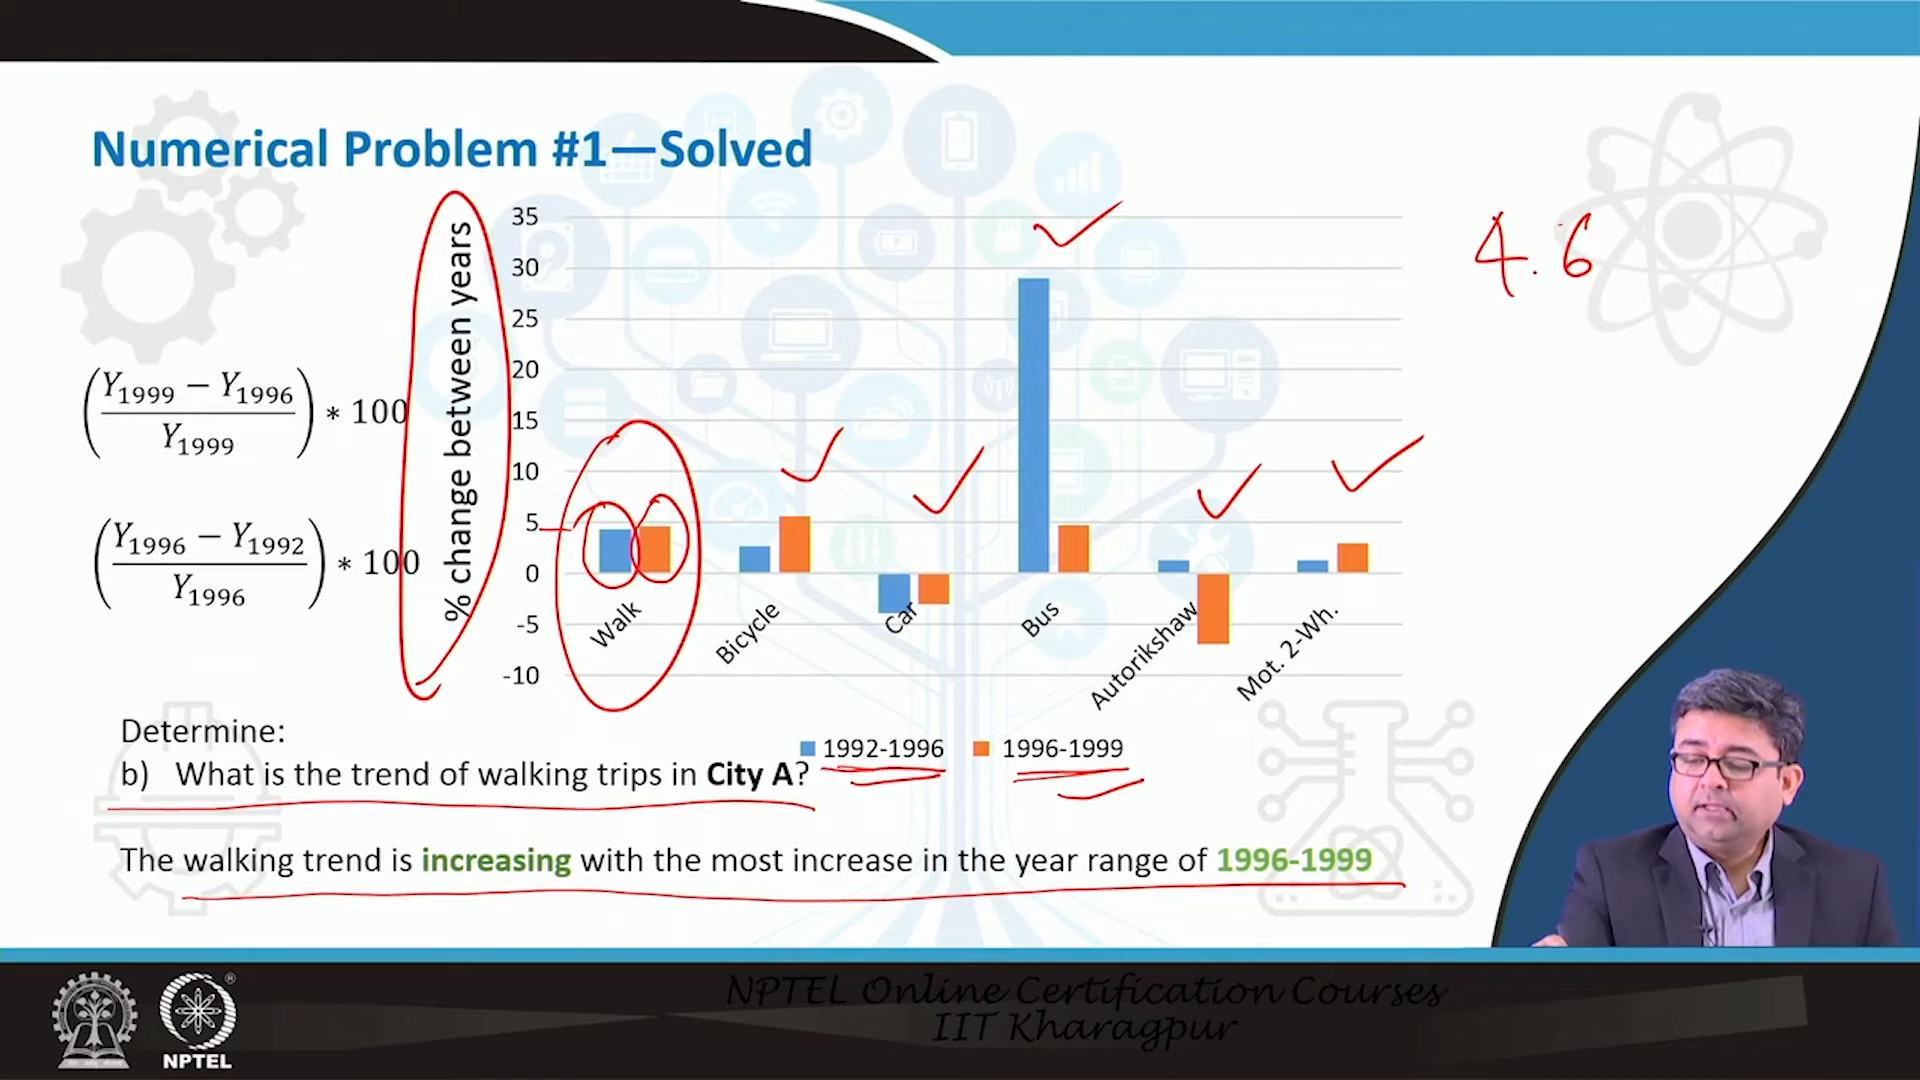 Numerical Problem #1—Solved
(Y1999 − Y1996 / Y1999) ∗ 100
(Y1996 − Y1992 / Y1996) ∗ 100
% change between years
35
30
25
20
15
10
5
0
-5
-10
Walk
Bicycle
Car
Bus
Autorikshaw
Mot. 2-Wh.
1992-1996 1996-1999
4.6
Determine:
b) What is the trend of walking trips in City A?
The walking trend is increasing with the most increase in the year range of 1996-1999
NPTEL Online Certification Courses
IIT Kharagpur
NPTEL
®